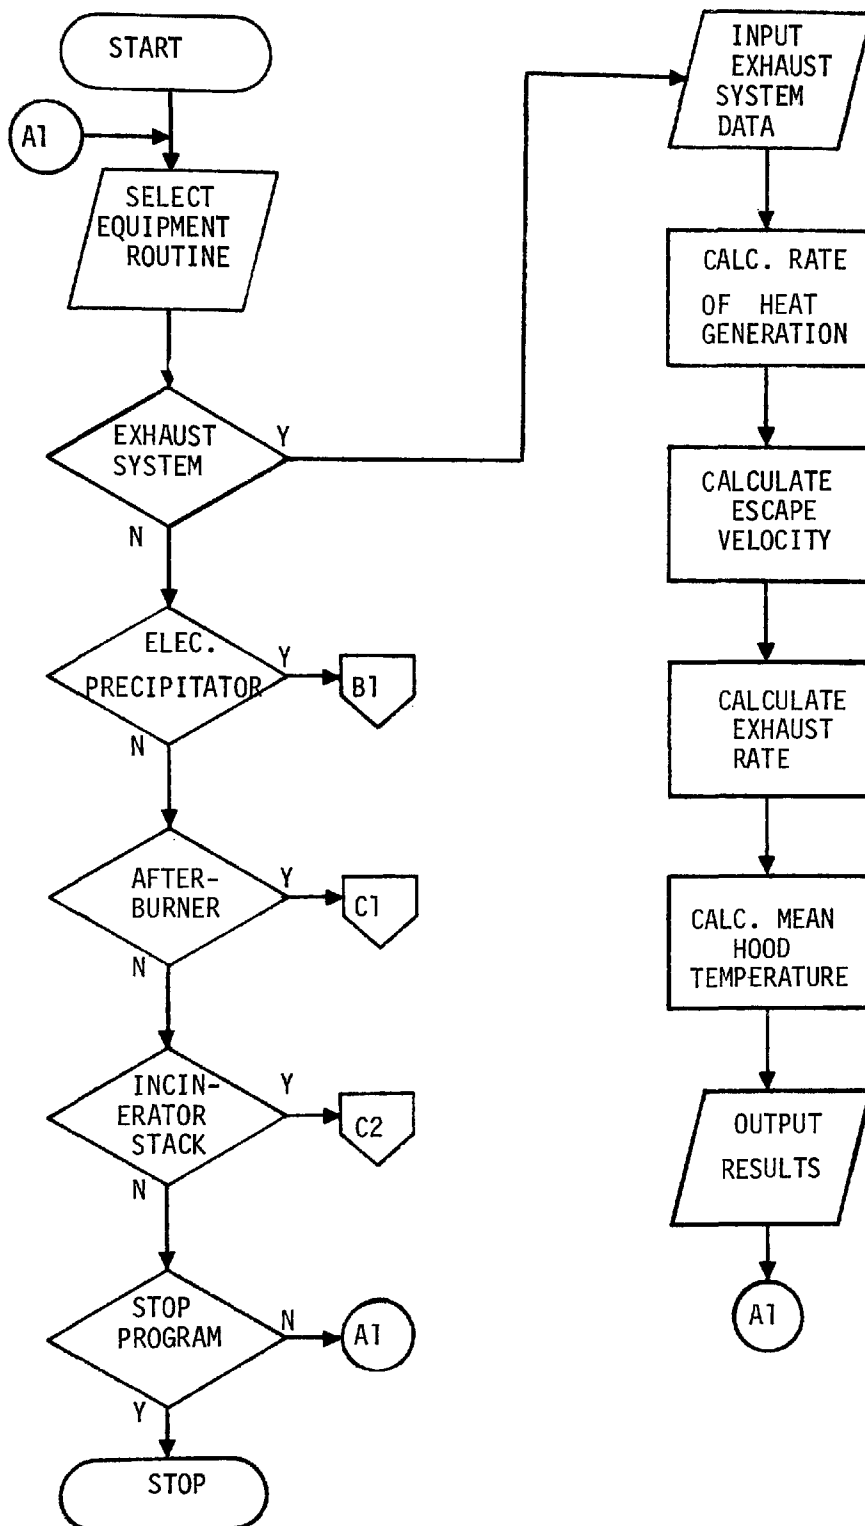 START
A1
SELECT
EQUIPMENT
ROUTINE
EXHAUST
SYSTEM
Y
N
ELEC.
PRECIPITATOR
Y
B1
N
AFTER-
BURNER
Y
C1
N
INCIN-
ERATOR
STACK
Y
C2
N
STOP
PROGRAM
N
A1
Y
STOP
INPUT
EXHAUST
SYSTEM
DATA
CALC. RATE
OF HEAT
GENERATION
CALCULATE
ESCAPE
VELOCITY
CALCULATE
EXHAUST
RATE
CALC. MEAN
HOOD
TEMPERATURE
OUTPUT
RESULTS
A1